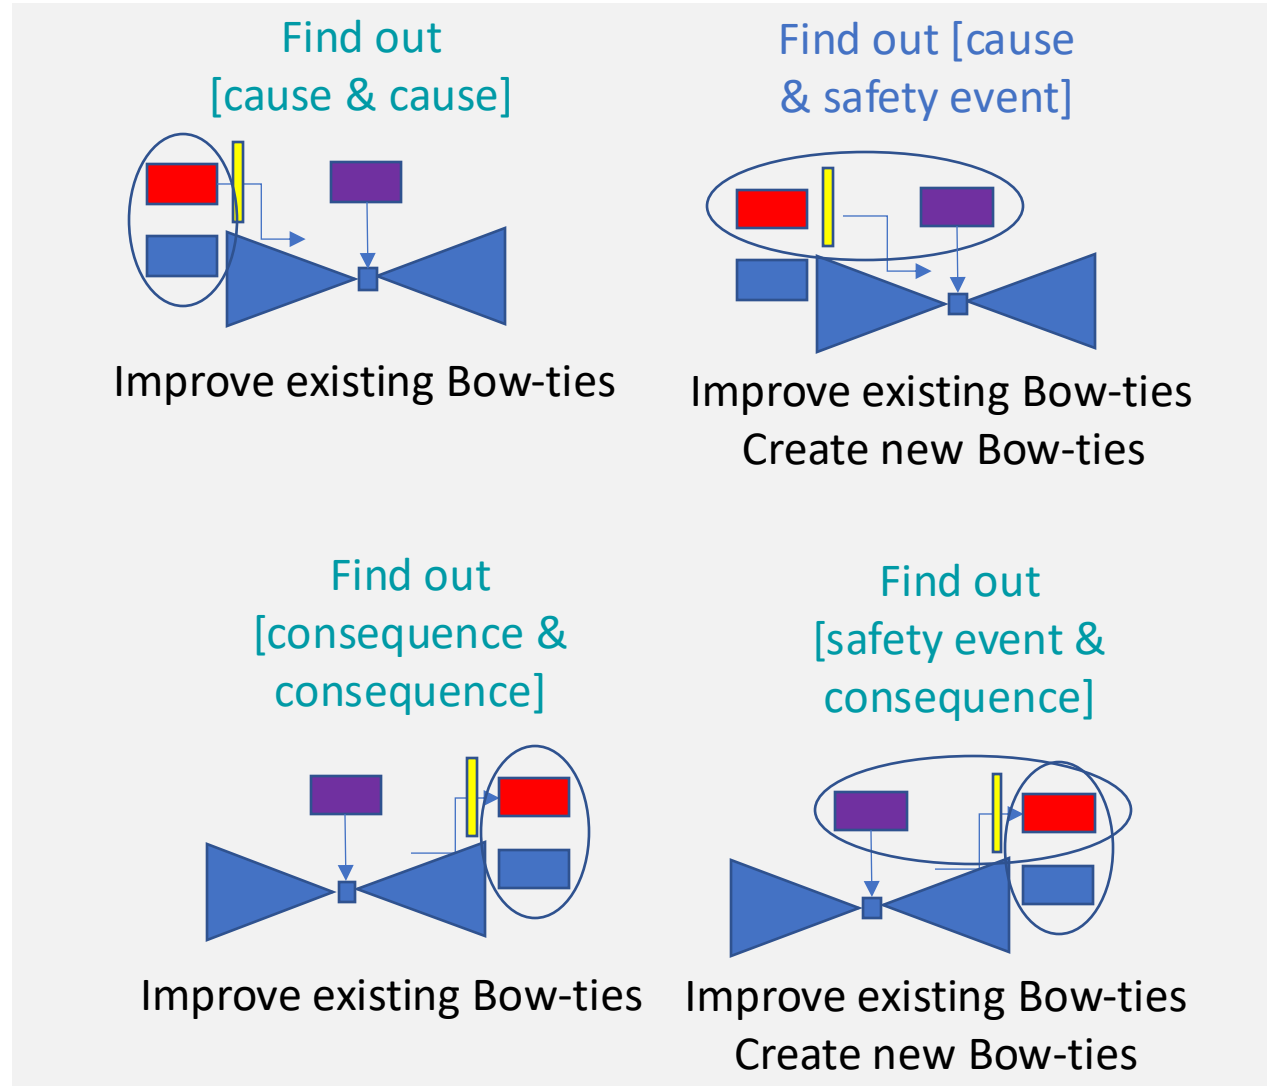 Find out
[cause & cause]
Find out [cause
& safety event]
Improve existing Bow-ties
Improve existing Bow-ties
Create new Bow-ties
Find out
[consequence &
consequence]
Find out
[safety event &
consequence]
Improve existing Bow-ties
Improve existing Bow-ties
Create new Bow-ties